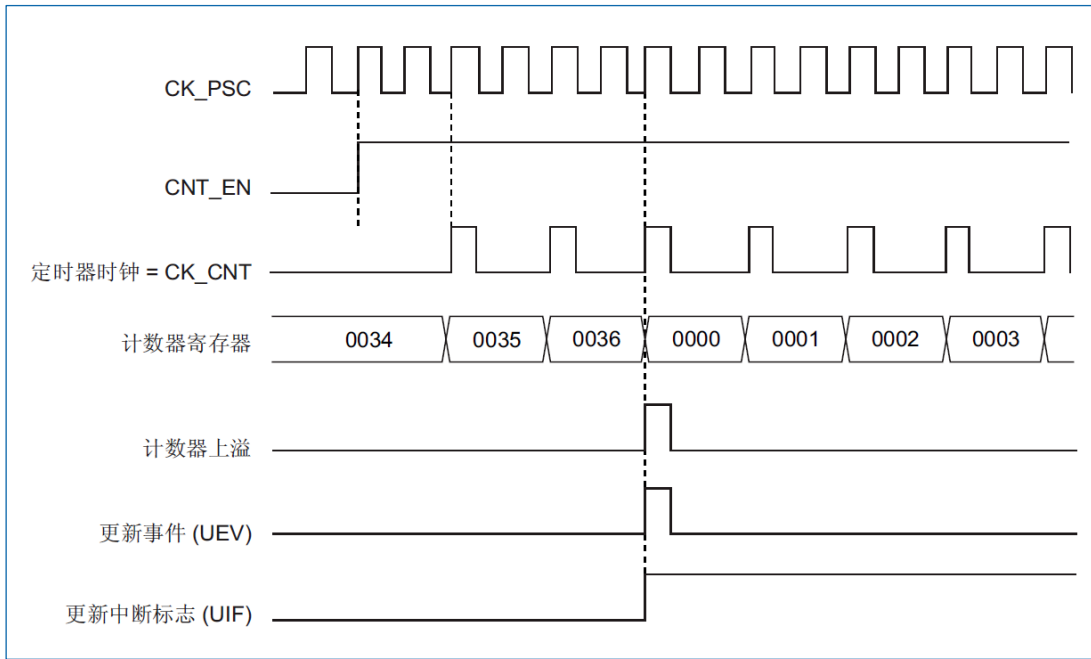 CK_PSC
CNT_EN
定时器时钟 = CK_CNT
计数器寄存器 0034 0035 0036 0000 0001 0002 0003
计数器上溢
更新事件 (UEV)
更新中断标志 (UIF)